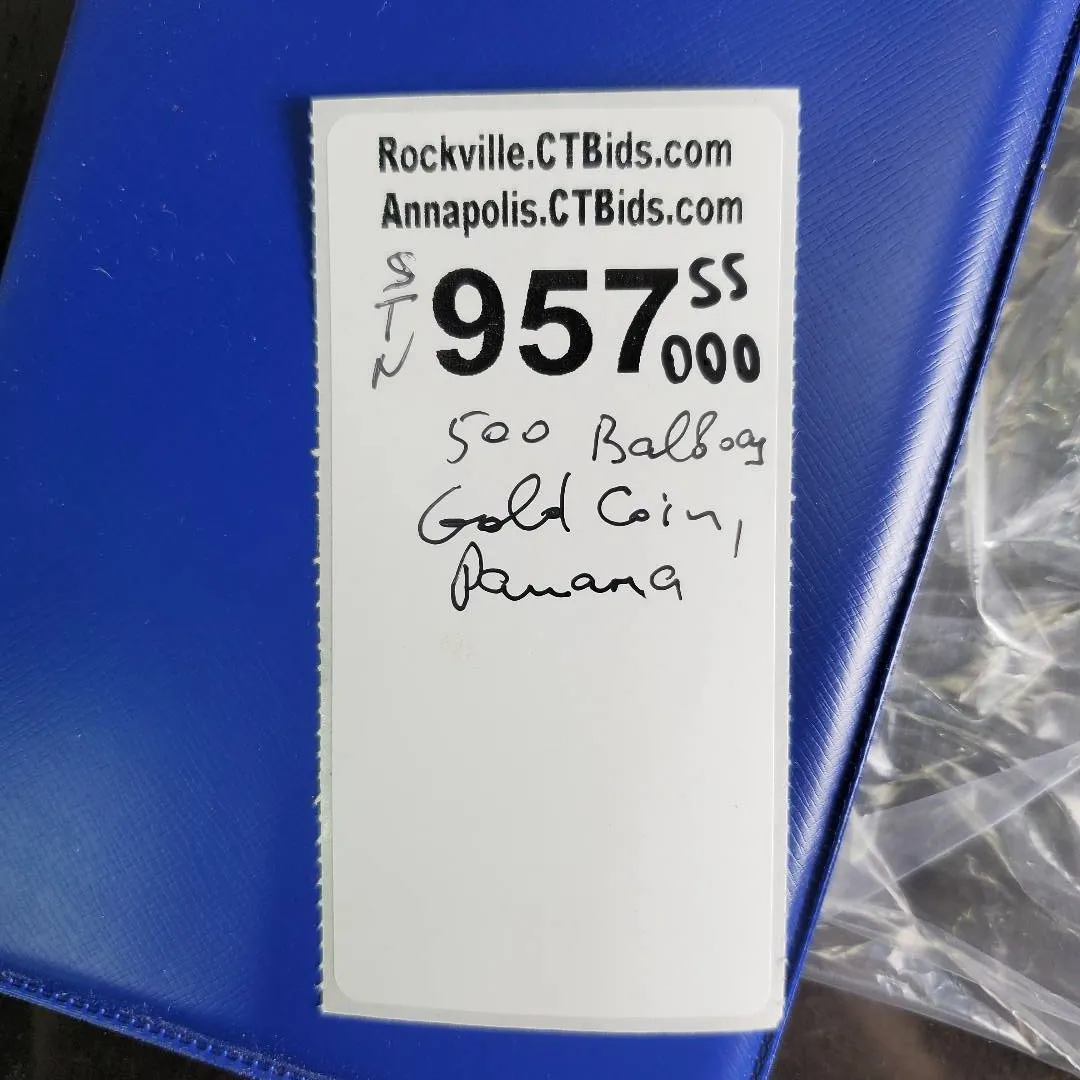 Rockville.CTBids.com
Annapolis.CTBids.com
STN 957 SS
000
500 Balboas
Gold Coin,
Panama